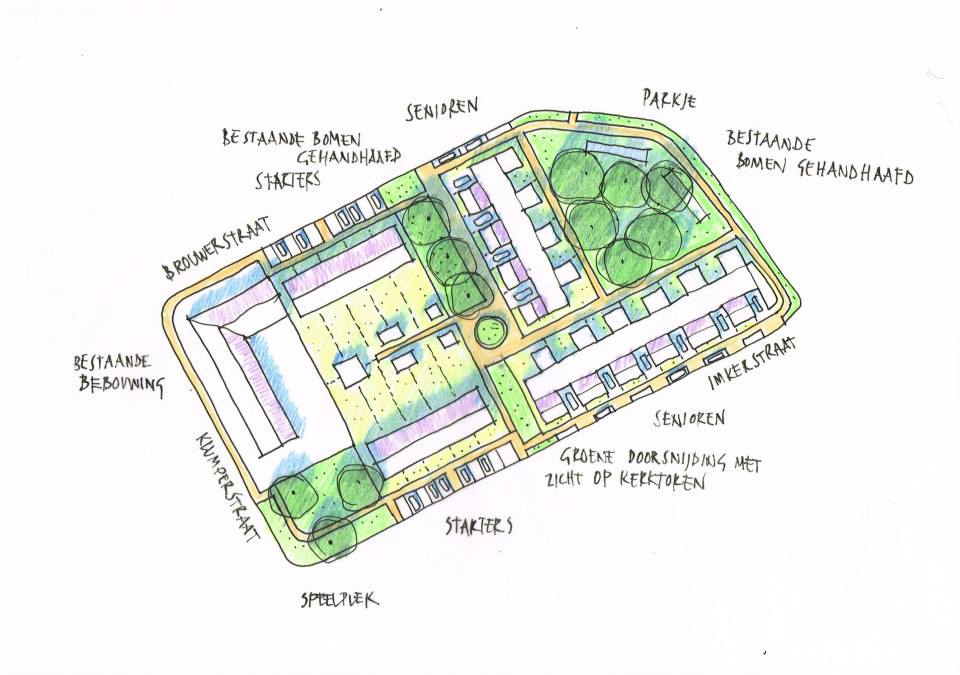 SENIOREN
PARKJE
BESTAANDE BOMEN
GEHANDHAAFD
STARTERS
BESTAANDE
BOMEN GEHANDHAAFD
BROUWERSTRAAT
BESTAANDE
BEBOUWING
IMKERSTRAAT
SENIOREN
KLOMPERSTRAAT
GROENE DOORSNIJDING MET
ZICHT OP KERKTOREN
STARTERS
SPEELPLEK